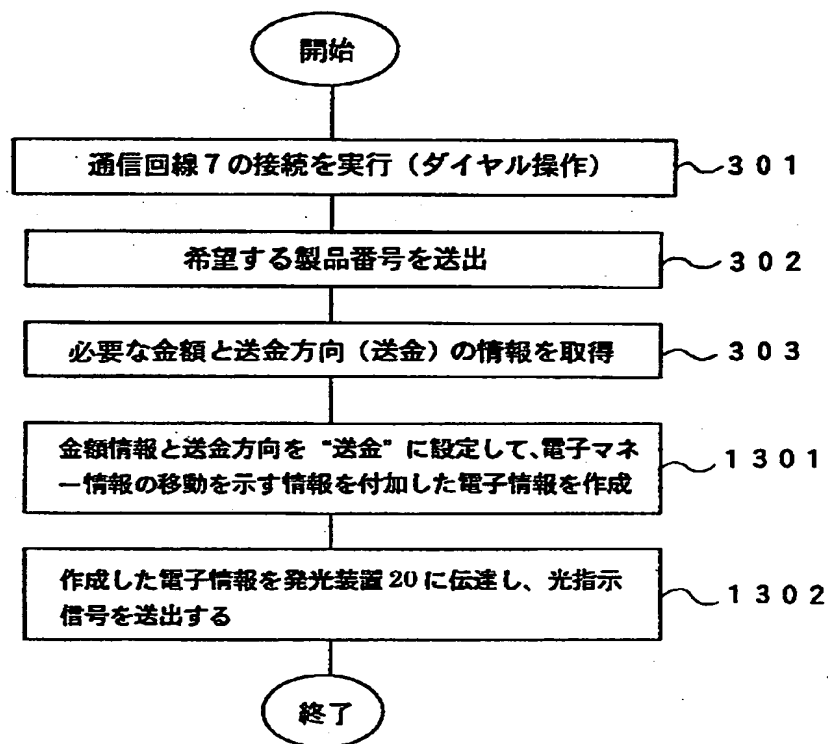 開始
通信回線7の接続を実行（ダイヤル操作）
301
希望する製品番号を送出
302
必要な金額と送金方向（送金）の情報を取得
303
金額情報と送金方向を“送金”に設定して、電子マネ
ー情報の移動を示す情報を付加した電子情報を作成
1301
作成した電子情報を発光装置20に伝達し、光指示
信号を送出する
1302
終了